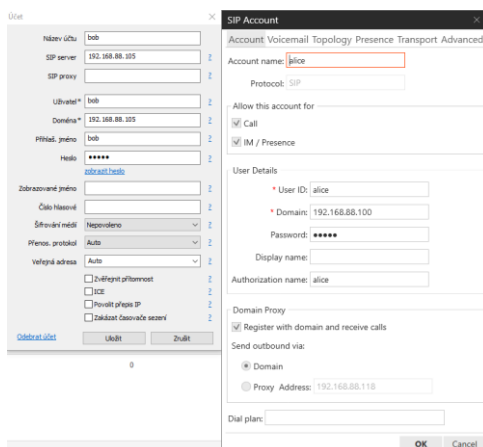 Účet
Název účtu bob
SIP server 192.168.88.105 ?
SIP proxy ?
Uživatel* bob ?
Doména* 192.168.88.105 ?
Přihlaš. jméno bob ?
Heslo ●●●●● ?
zobrazit heslo
Zobrazované jméno ?
Číslo hlasové ?
Šifrování médií Nepovoleno ?
Přenos. protokol Auto ?
Veřejná adresa Auto ?
Zveřejnit přítomnost ?
ICE ?
Povolit přepis IP ?
Zakázat časovače sezení ?
Odebrat účet Uložit Zrušit
0
SIP Account
Account Voicemail Topology Presence Transport Advanced
Account name: alice
Protocol: SIP
Allow this account for
Call
IM / Presence
User Details
* User ID: alice
* Domain: 192.168.88.100
Password: ●●●●●
Display name:
Authorization name: alice
Domain Proxy
Register with domain and receive calls
Send outbound via:
Domain
Proxy Address: 192.168.88.118
Dial plan:
OK Cancel